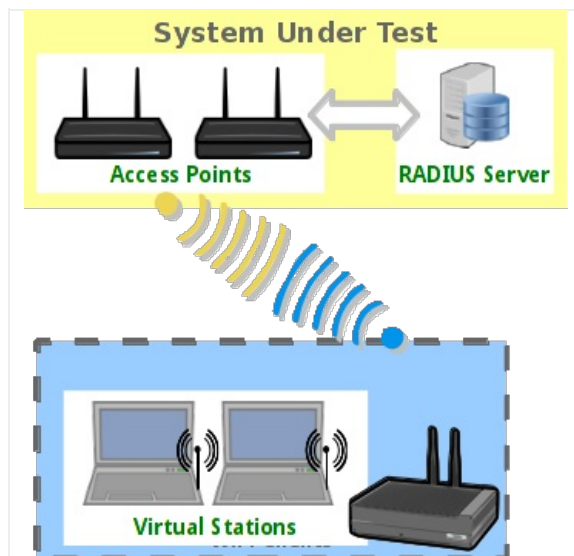 System Under Test
Access Points
RADIUS Server
Virtual Stations